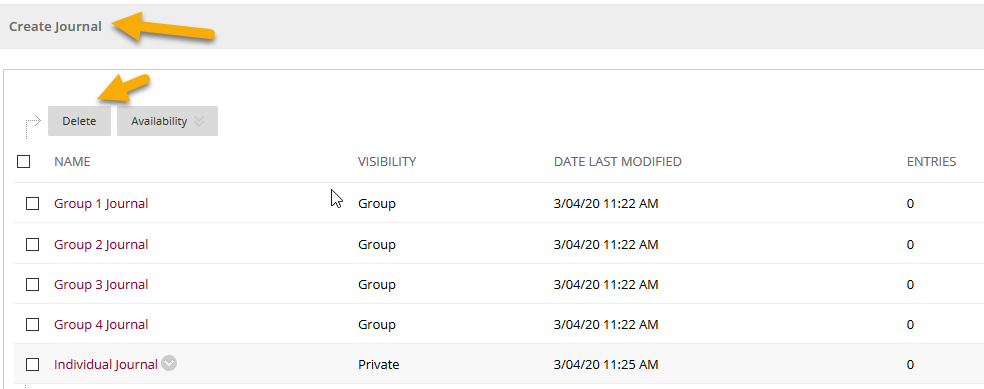 Create Journal
Delete Availability
NAME VISIBILITY DATE LAST MODIFIED ENTRIES
Group 1 Journal Group 3/04/20 11:22 AM 0
Group 2 Journal Group 3/04/20 11:22 AM 0
Group 3 Journal Group 3/04/20 11:22 AM 0
Group 4 Journal Group 3/04/20 11:22 AM 0
Individual Journal Private 3/04/20 11:25 AM 0